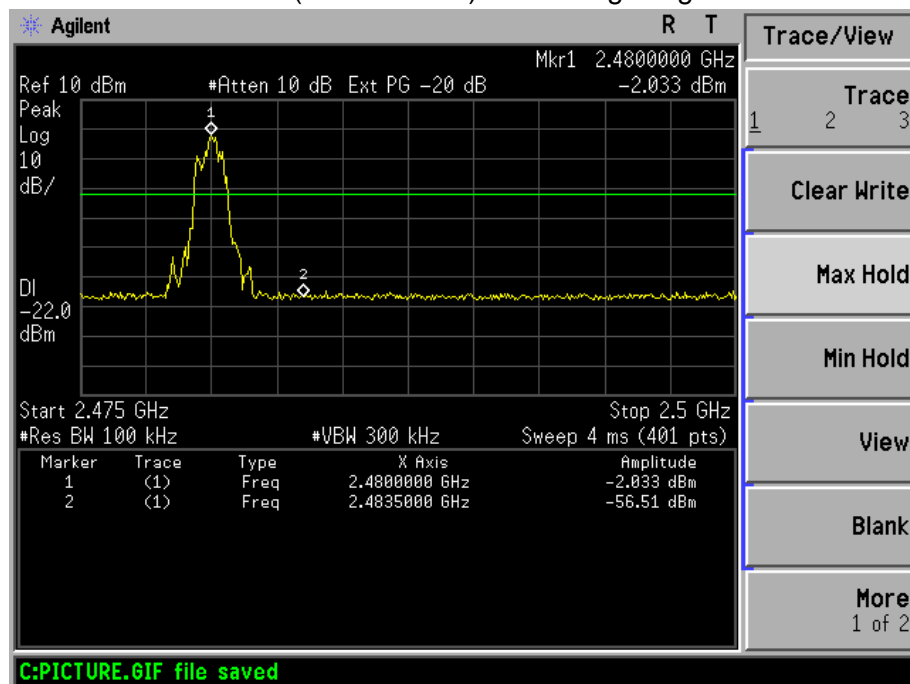 Agilent R T
Mkr1 2.4800000 GHz
Ref 10 dBm #Atten 10 dB Ext PG -20 dB -2.033 dBm
Peak
Log
10
dB/
1
2
DI
-22.0
dBm
Start 2.475 GHz Stop 2.5 GHz
#Res BW 100 kHz #VBW 300 kHz Sweep 4 ms (401 pts)
Marker Trace Type X Axis Amplitude
1 (1) Freq 2.4800000 GHz -2.033 dBm
2 (1) Freq 2.4835000 GHz -56.51 dBm
C:PICTURE.GIF file saved
Trace/View
Trace
1 2 3
Clear Write
Max Hold
Min Hold
View
Blank
More
1 of 2